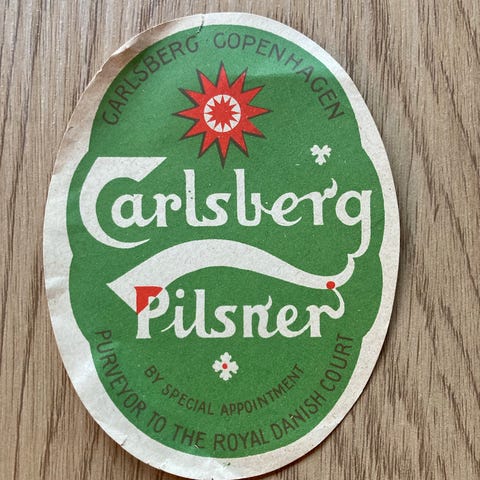 CARLSBERG COPENHAGEN
Carlsberg
Pilsner
BY SPECIAL APPOINTMENT
PURVEYOR TO THE ROYAL DANISH COURT